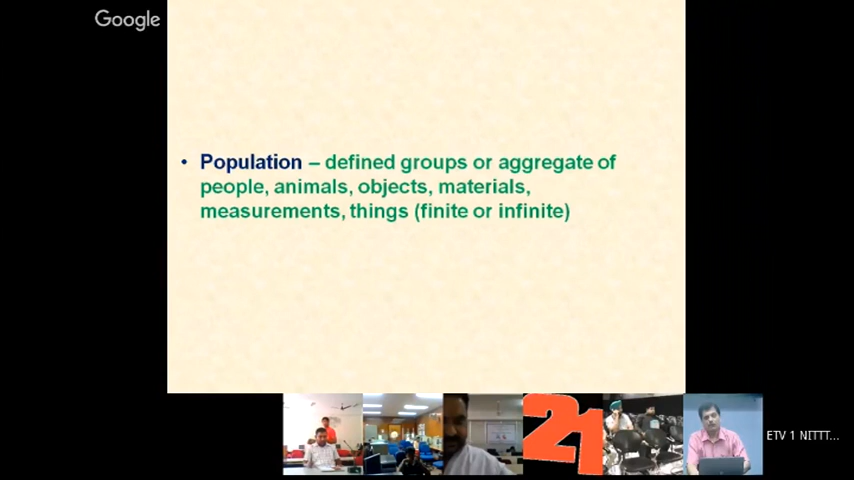 Google
• Population – defined groups or aggregate of
people, animals, objects, materials,
measurements, things (finite or infinite)
21
ETV 1 NITTT...